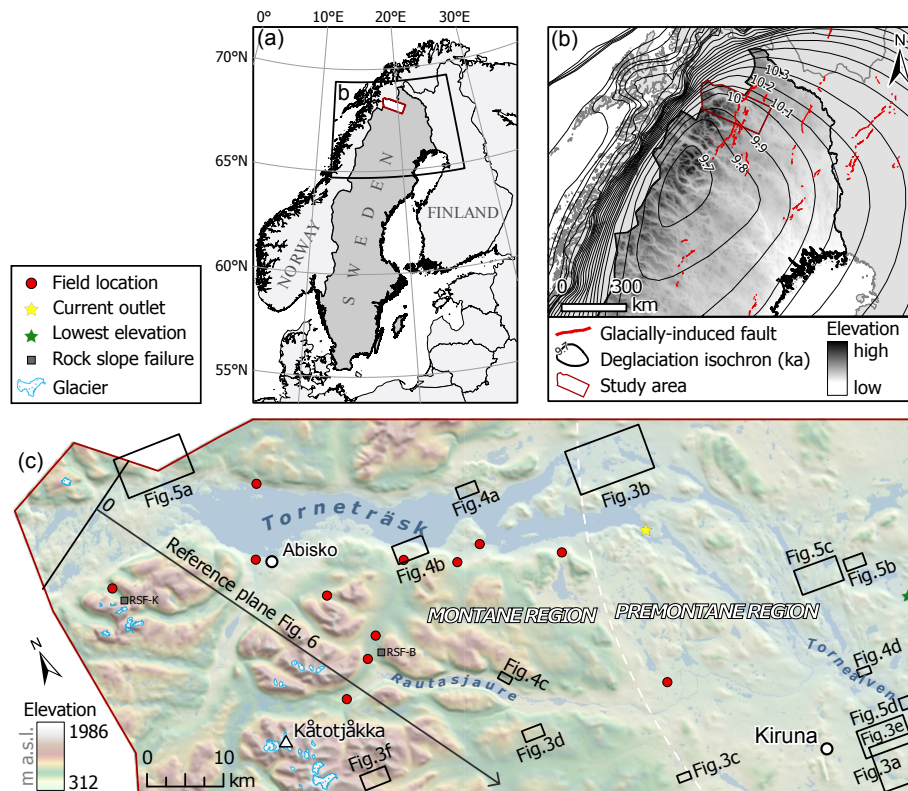 0°
10°E
20°E
30°E
70°N
65°N
60°N
55°N
(a)
b
NORWAY
SWEDEN
FINLAND
(b)
N
10.3
10.2
10.1
10
9.9
9.8
9.7
0 300
km
Glacially-induced fault
9.7
Deglaciation isochron (ka)
Study area
Elevation
high
low
Field location
Current outlet
Lowest elevation
Rock slope failure
Glacier
(c)
Fig.5a
0
Reference plane Fig. 6
Torneträsk
Abisko
Fig.4a
Fig.4b
Fig.3b
Fig.5c
Fig.5b
RSF-K
RSF-B
MONTANE REGION
PREMONTANE REGION
Rautasjaure
Fig.4c
Torneälven
Fig.4d
Fig.5d
Fig.3e
Fig.3a
Kåtotjåkka
Fig.3f
Fig.3d
Fig.3c
Kiruna
N
Elevation
m a.s.l.
1986
312
0 10
km